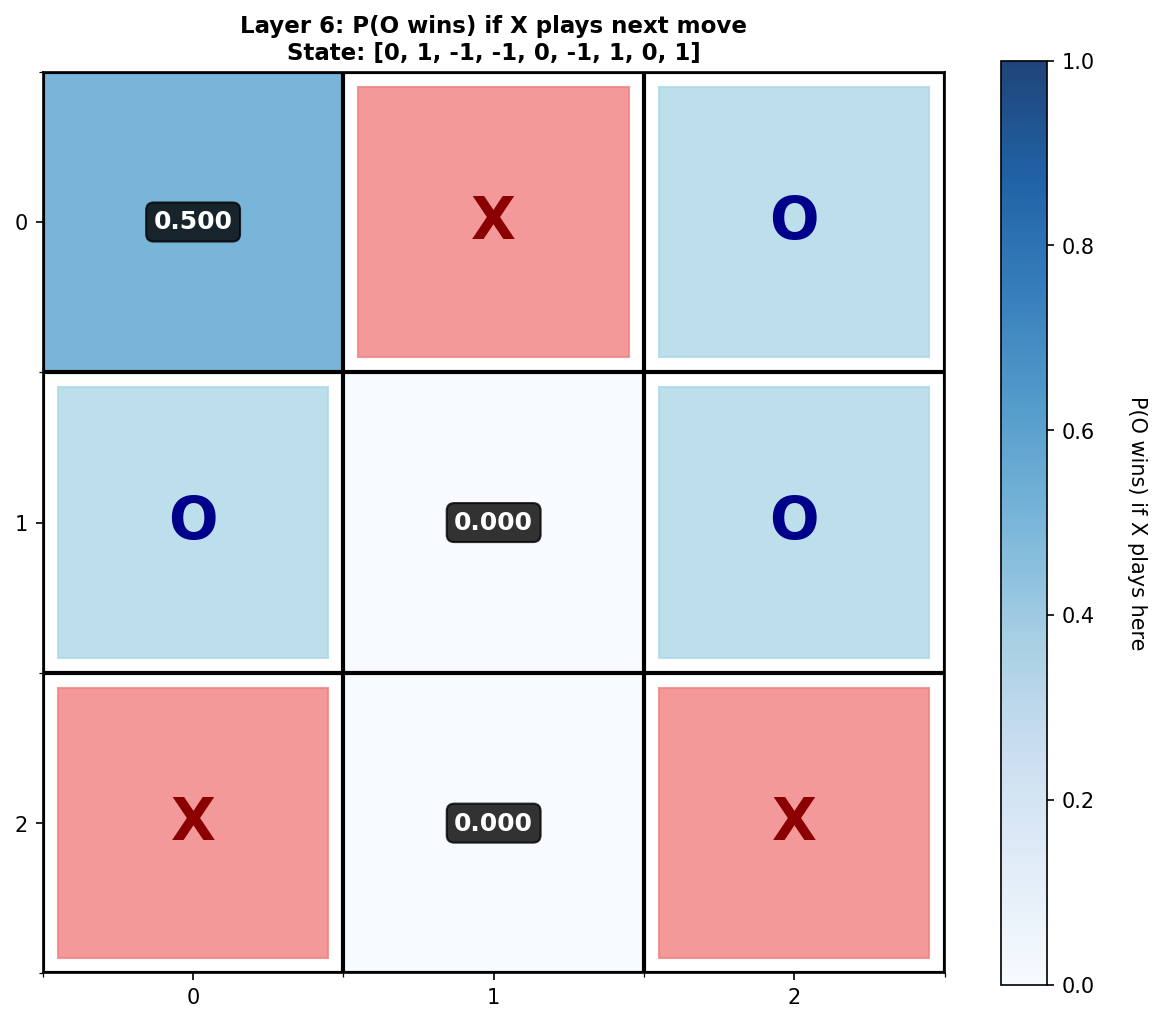 Layer 6: P(O wins) if X plays next move
State: [0, 1, -1, -1, 0, -1, 1, 0, 1]
0
0.500
X
O
1
O
0.000
O
2
X
0.000
X
0
1
2
1.0
0.8
0.6
0.4
0.2
0.0
P(O wins) if X plays here